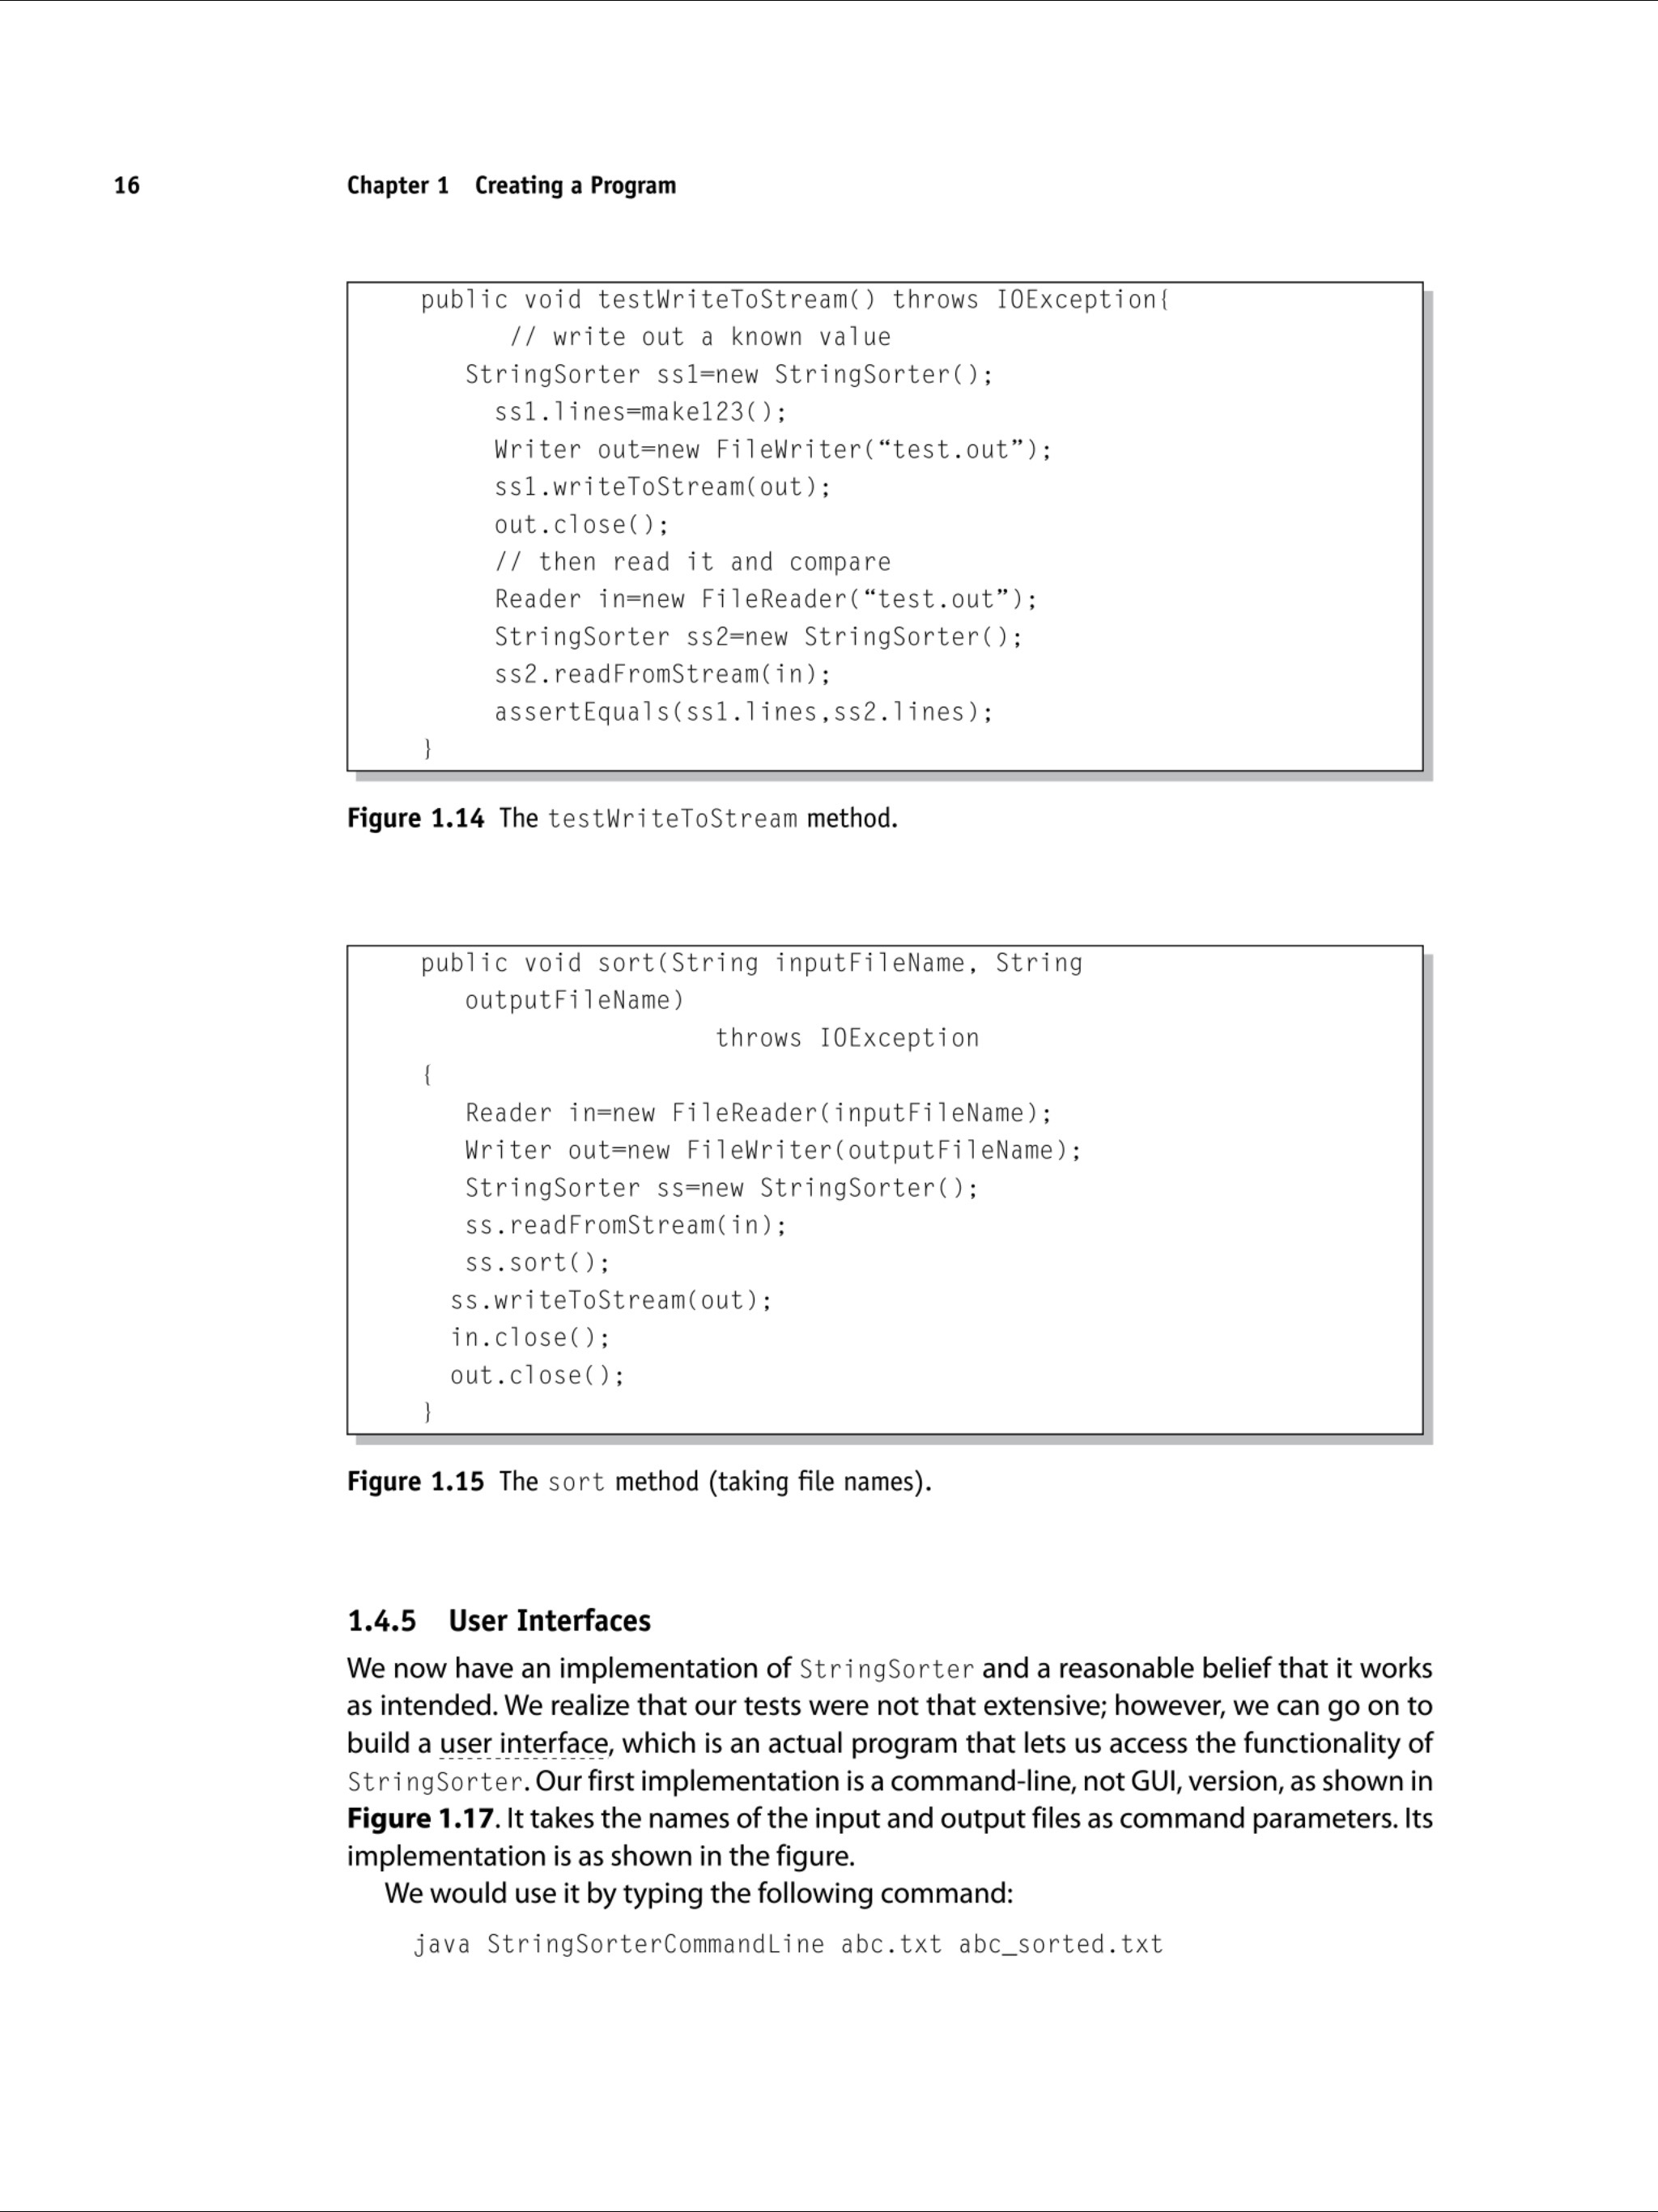 16 Chapter 1 Creating a Program
public void testWriteToStream() throws IOException{
// write out a known value
StringSorter ss1=new StringSorter();
ss1.lines=make123();
Writer out=new FileWriter(“test.out”);
ss1.writeToStream(out);
out.close();
// then read it and compare
Reader in=new FileReader(“test.out”);
StringSorter ss2=new StringSorter();
ss2.readFromStream(in);
assertEquals(ss1.lines,ss2.lines);
}
Figure 1.14 The testWriteToStream method.
public void sort(String inputFileName, String
outputFileName)
throws IOException
{
Reader in=new FileReader(inputFileName);
Writer out=new FileWriter(outputFileName);
StringSorter ss=new StringSorter();
ss.readFromStream(in);
ss.sort();
ss.writeToStream(out);
in.close();
out.close();
}
Figure 1.15 The sort method (taking file names).
1.4.5 User Interfaces
We now have an implementation of StringSorter and a reasonable belief that it works
as intended. We realize that our tests were not that extensive; however, we can go on to
build a user interface, which is an actual program that lets us access the functionality of
StringSorter. Our first implementation is a command-line, not GUI, version, as shown in
Figure 1.17. It takes the names of the input and output files as command parameters. Its
implementation is as shown in the figure.
We would use it by typing the following command:
java StringSorterCommandLine abc.txt abc_sorted.txt